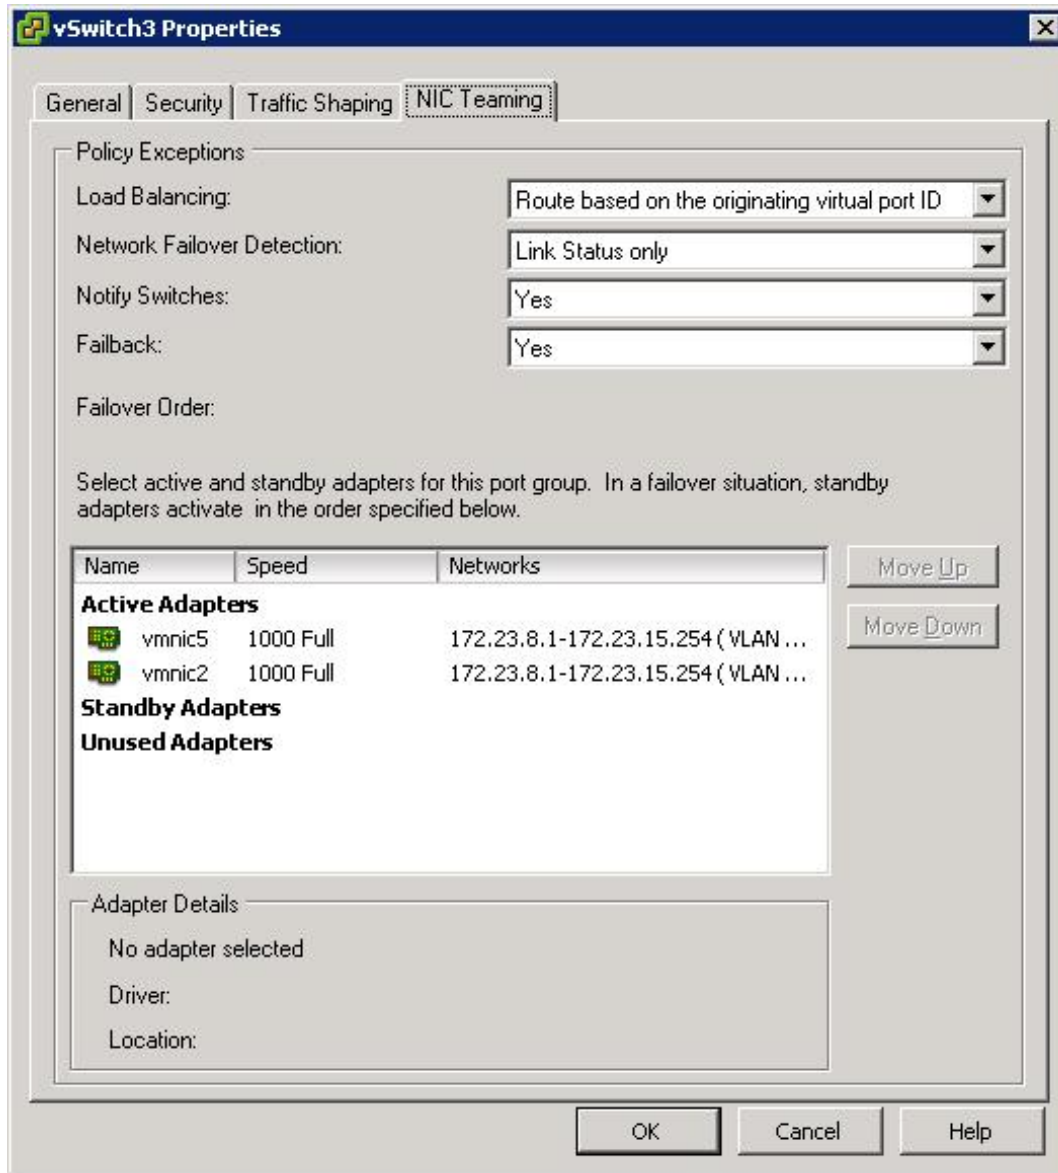 vSwitch3 Properties
General Security Traffic Shaping NIC Teaming
Policy Exceptions
Load Balancing: Route based on the originating virtual port ID
Network Failover Detection: Link Status only
Notify Switches: Yes
Failback: Yes
Failover Order:
Select active and standby adapters for this port group. In a failover situation, standby
adapters activate in the order specified below.
Name Speed Networks
Move Up
Active Adapters
vmnic5 1000 Full 172.23.8.1-172.23.15.254 ( VLAN ...
Move Down
vmnic2 1000 Full 172.23.8.1-172.23.15.254 ( VLAN ...
Standby Adapters
Unused Adapters
Adapter Details
No adapter selected
Driver:
Location:
OK Cancel Help